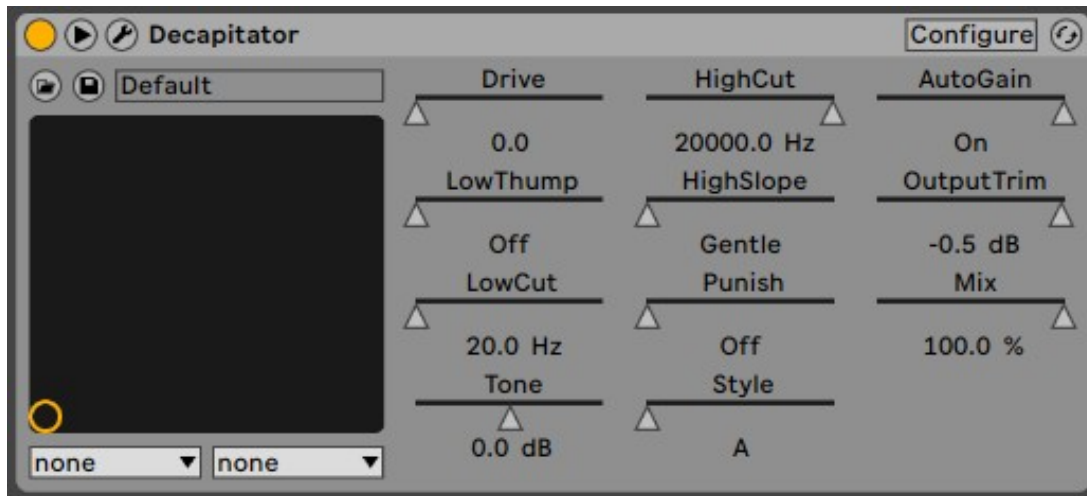 Decapitator
Configure
Default
Drive
0.0
LowThump
Off
LowCut
20.0 Hz
Tone
0.0 dB
HighCut
20000.0 Hz
HighSlope
Gentle
Punish
Off
Style
A
AutoGain
On
OutputTrim
-0.5 dB
Mix
100.0 %
none
none